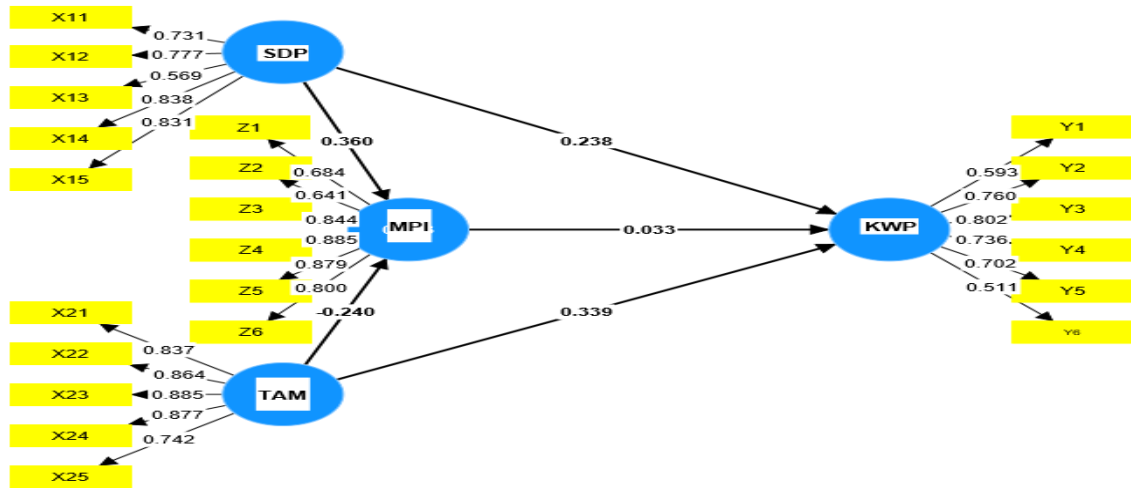 X11
0.731
X12
0.777
SDP
X13
0.569
X14
0.838
X15
0.831
Z1
0.360
0.238
Y1
Z2
0.684
0.593
Y2
Z3
0.641
0.760
Y3
0.844
MPI
0.033
0.802
KWP
Z4
0.885
0.736
Y4
Z5
0.879
0.702
Y5
Z6
0.800
0.511
Y6
X21
-0.240
0.339
X22
0.837
X23
0.864
0.885
TAM
X24
0.877
X25
0.742